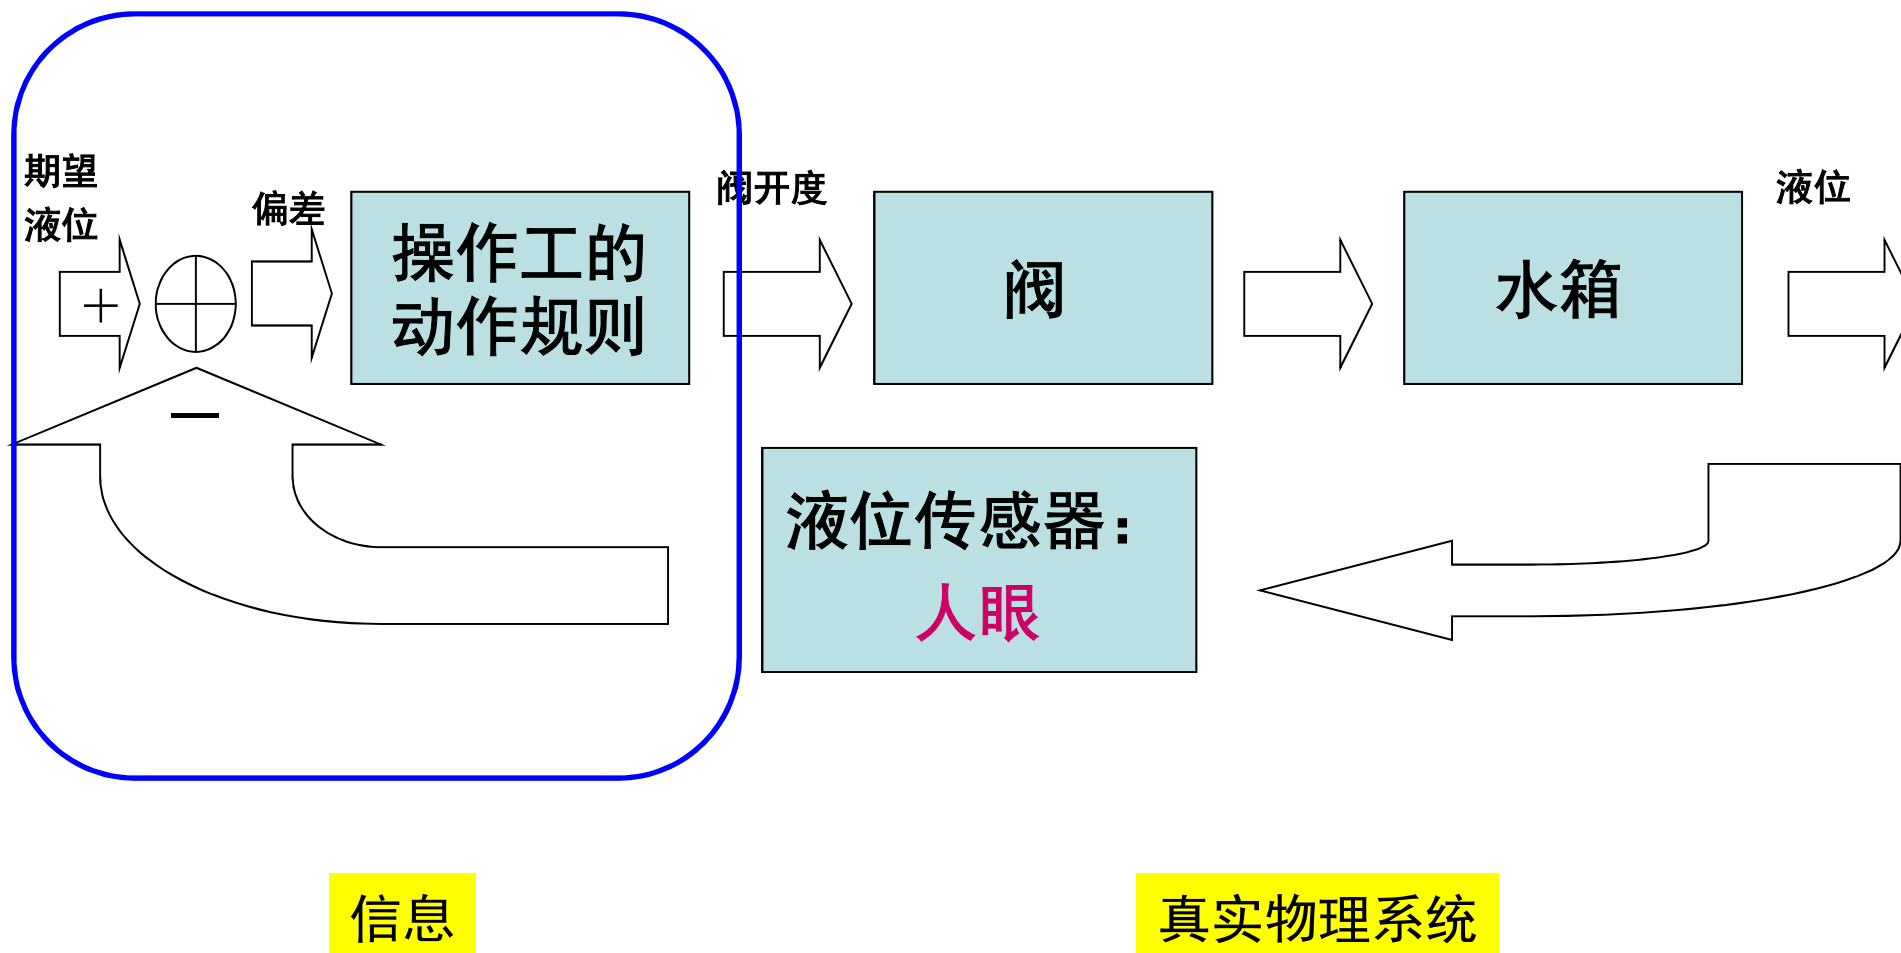 期望
液位
+
偏差
操作工的
动作规则
阀开度
阀
水箱
液位
—
液位传感器：
人眼
信息
真实物理系统